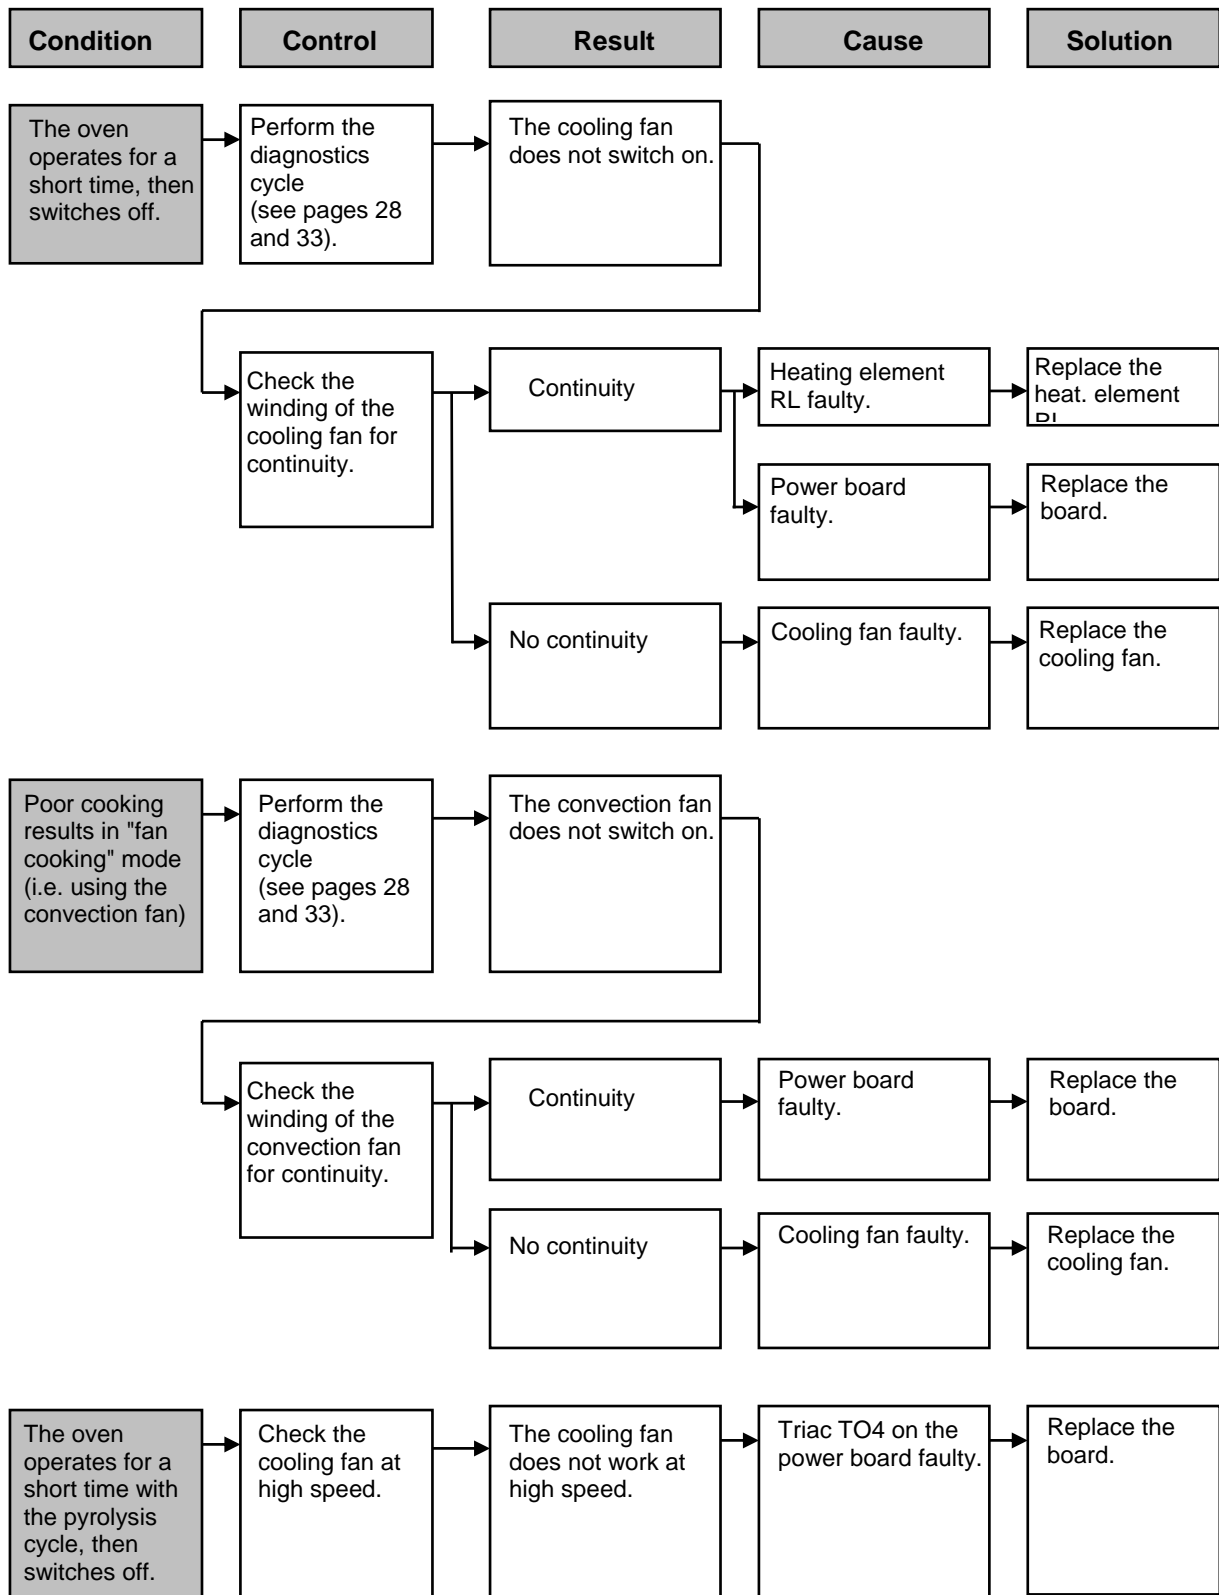 Condition
Control
Result
Cause
Solution
The oven
operates for a
short time, then
switches off.
Perform the
diagnostics
cycle
(see pages 28
and 33).
The cooling fan
does not switch on.
Check the
winding of the
cooling fan for
continuity.
Continuity
Heating element
RL faulty.
Replace the
heat. element
Power board
faulty.
Replace the
board.
No continuity
Cooling fan faulty.
Replace the
cooling fan.
Poor cooking
results in "fan
cooking" mode
(i.e. using the
convection fan)
Perform the
diagnostics
cycle
(see pages 28
and 33).
The convection fan
does not switch on.
Check the
winding of the
convection fan
for continuity.
Continuity
Power board
faulty.
Replace the
board.
No continuity
Cooling fan faulty.
Replace the
cooling fan.
The oven
operates for a
short time with
the pyrolysis
cycle, then
switches off.
Check the
cooling fan at
high speed.
The cooling fan
does not work at
high speed.
Triac TO4 on the
power board faulty.
Replace the
board.